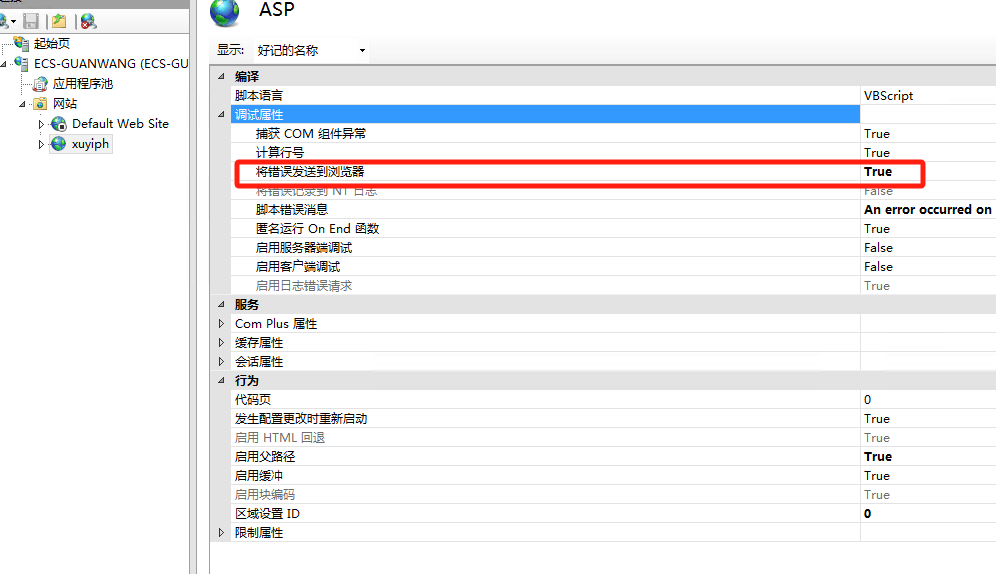 ASP
显示: 好记的名称
起始页
ECS-GUANWANG (ECS-GU
应用程序池
网站
Default Web Site
xuyiph
编译
脚本语言 VBScript
调试属性
捕获 COM 组件异常 True
计算行号 True
将错误发送到浏览器 True
将错误记录到 NT 日志 False
脚本错误消息 An error occurred on
匿名运行 On End 函数 True
启用服务器端调试 False
启用客户端调试 False
启用日志错误请求 True
服务
Com Plus 属性
缓存属性
会话属性
行为
代码页 0
发生配置更改时重新启动 True
启用 HTML 回退 True
启用父路径 True
启用缓冲 True
启用块编码 True
区域设置 ID 0
限制属性